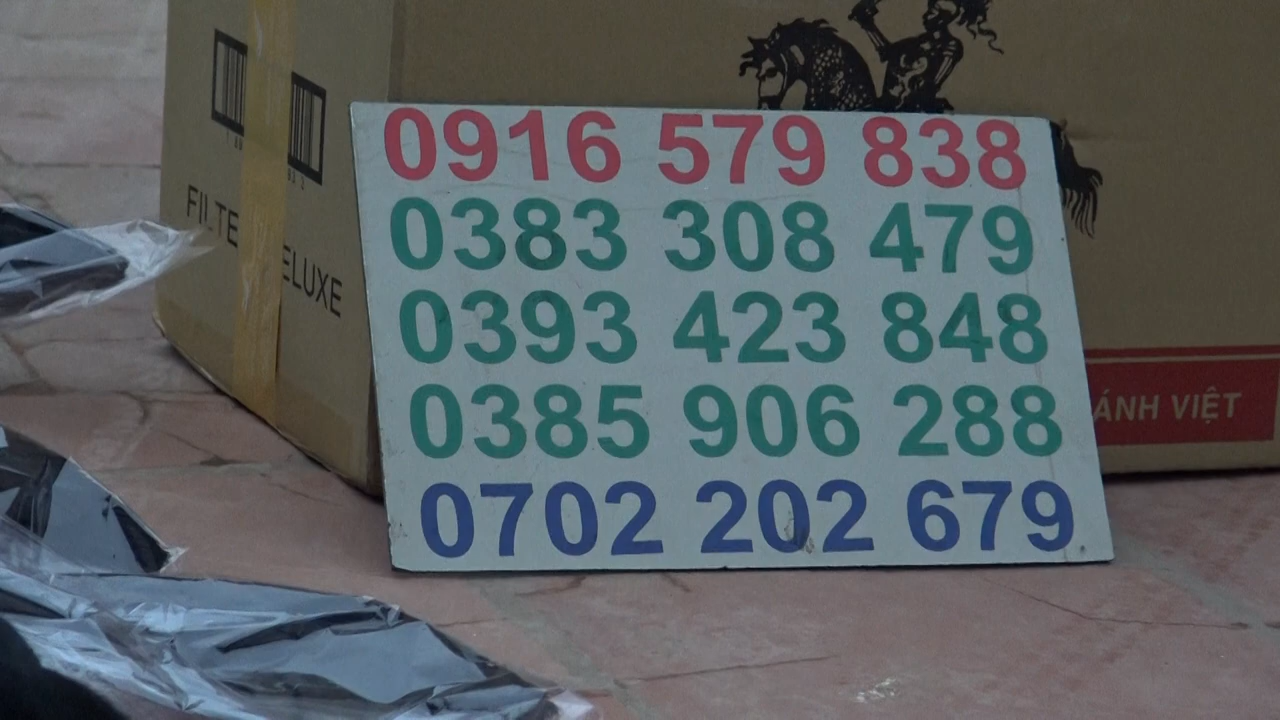 0916 579 838
0383 308 479
0393 423 848
0385 906 288
0702 202 679
FILTE ELUXE
ÁNH VIỆT